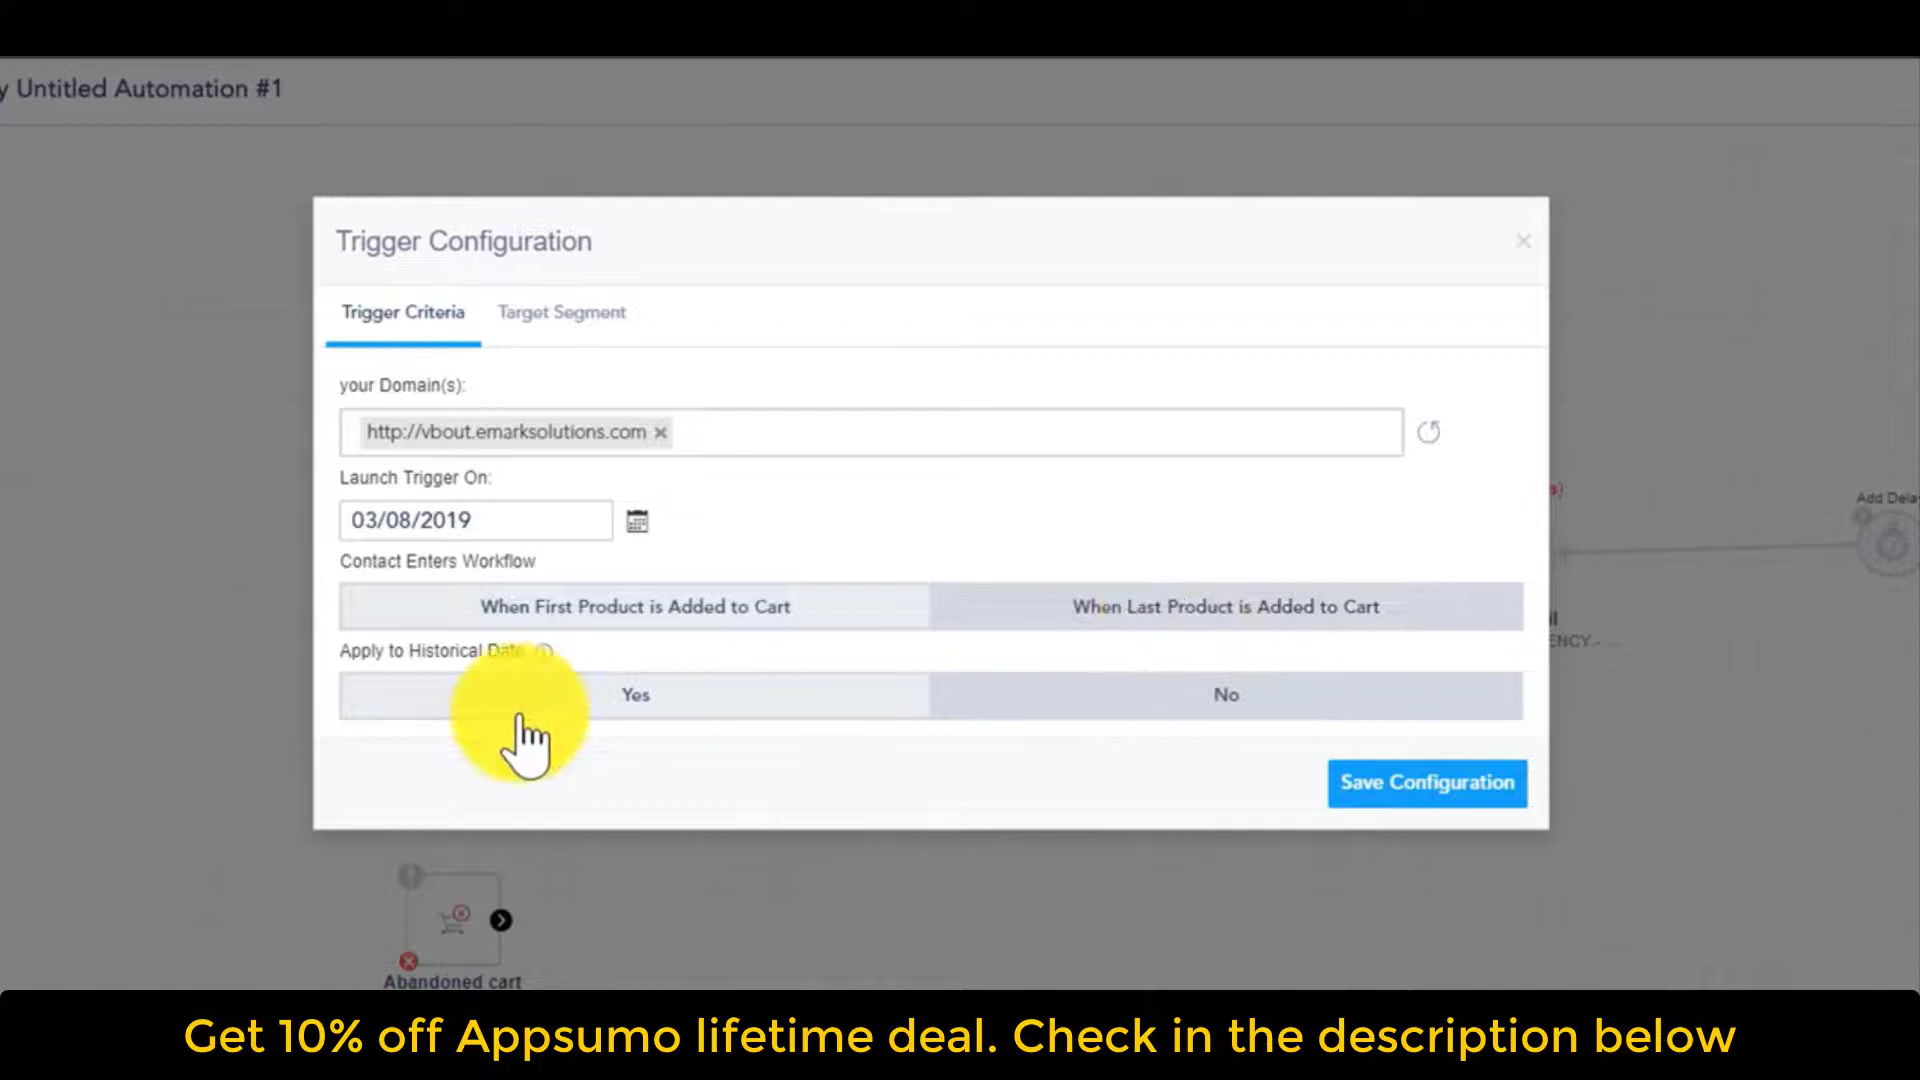 y Untitled Automation #1
Trigger Configuration
Trigger Criteria
Target Segment
your Domain(s):
http://vbout.emarksolutions.com
Launch Trigger On:
03/08/2019
Contact Enters Workflow
When First Product is Added to Cart
When Last Product is Added to Cart
Apply to Historical Date
Yes
No
Save Configuration
s)
Add Dela
ENCY.-
Abandoned cart
Get 10% off Appsumo lifetime deal. Check in the description below